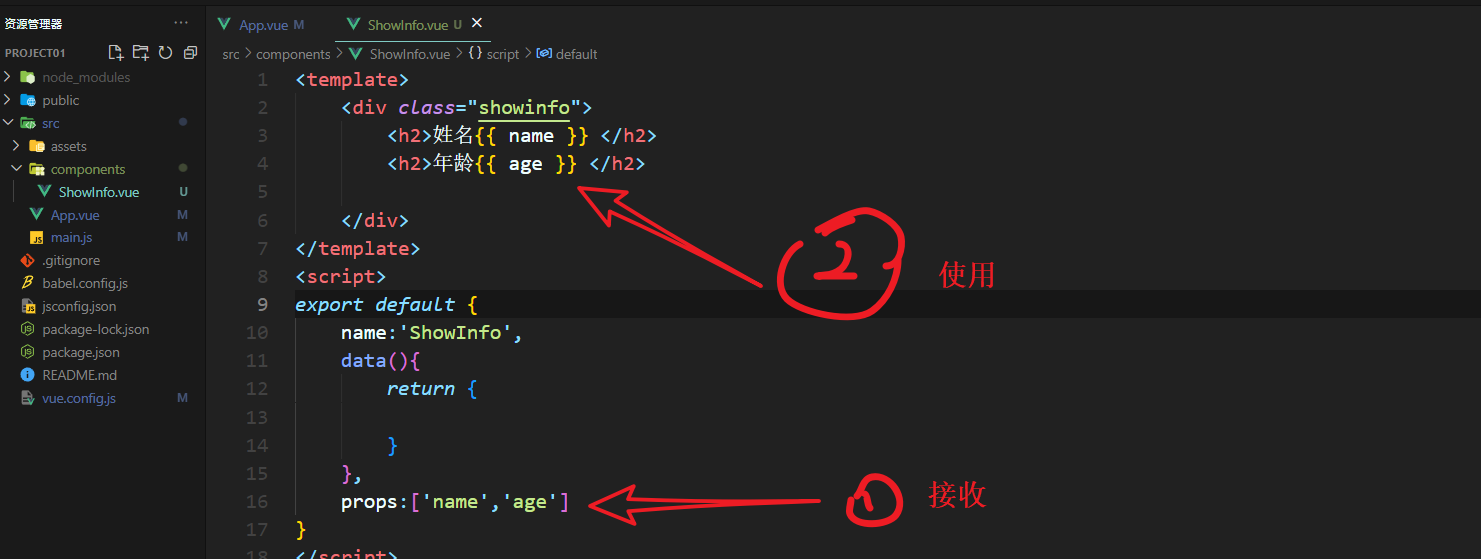 资源管理器 ···
App.vue M ShowInfo.vue U ×
PROJECT01
src > components > ShowInfo.vue > {} script > default
node_modules
public
src
assets
components
ShowInfo.vue U
App.vue M
main.js M
.gitignore
babel.config.js
jsconfig.json
package-lock.json
package.json
README.md
vue.config.js M
1 <template>
2 <div class="showinfo">
3 <h2>姓名{{ name }} </h2>
4 <h2>年龄{{ age }} </h2>
5
6 </div>
7 </template>
8 <script>
9 export default {
10 name:'ShowInfo',
11 data(){
12 return {
13
14 }
15 },
16 props:['name','age']
17 }
18 </script>
2 使用
1 接收